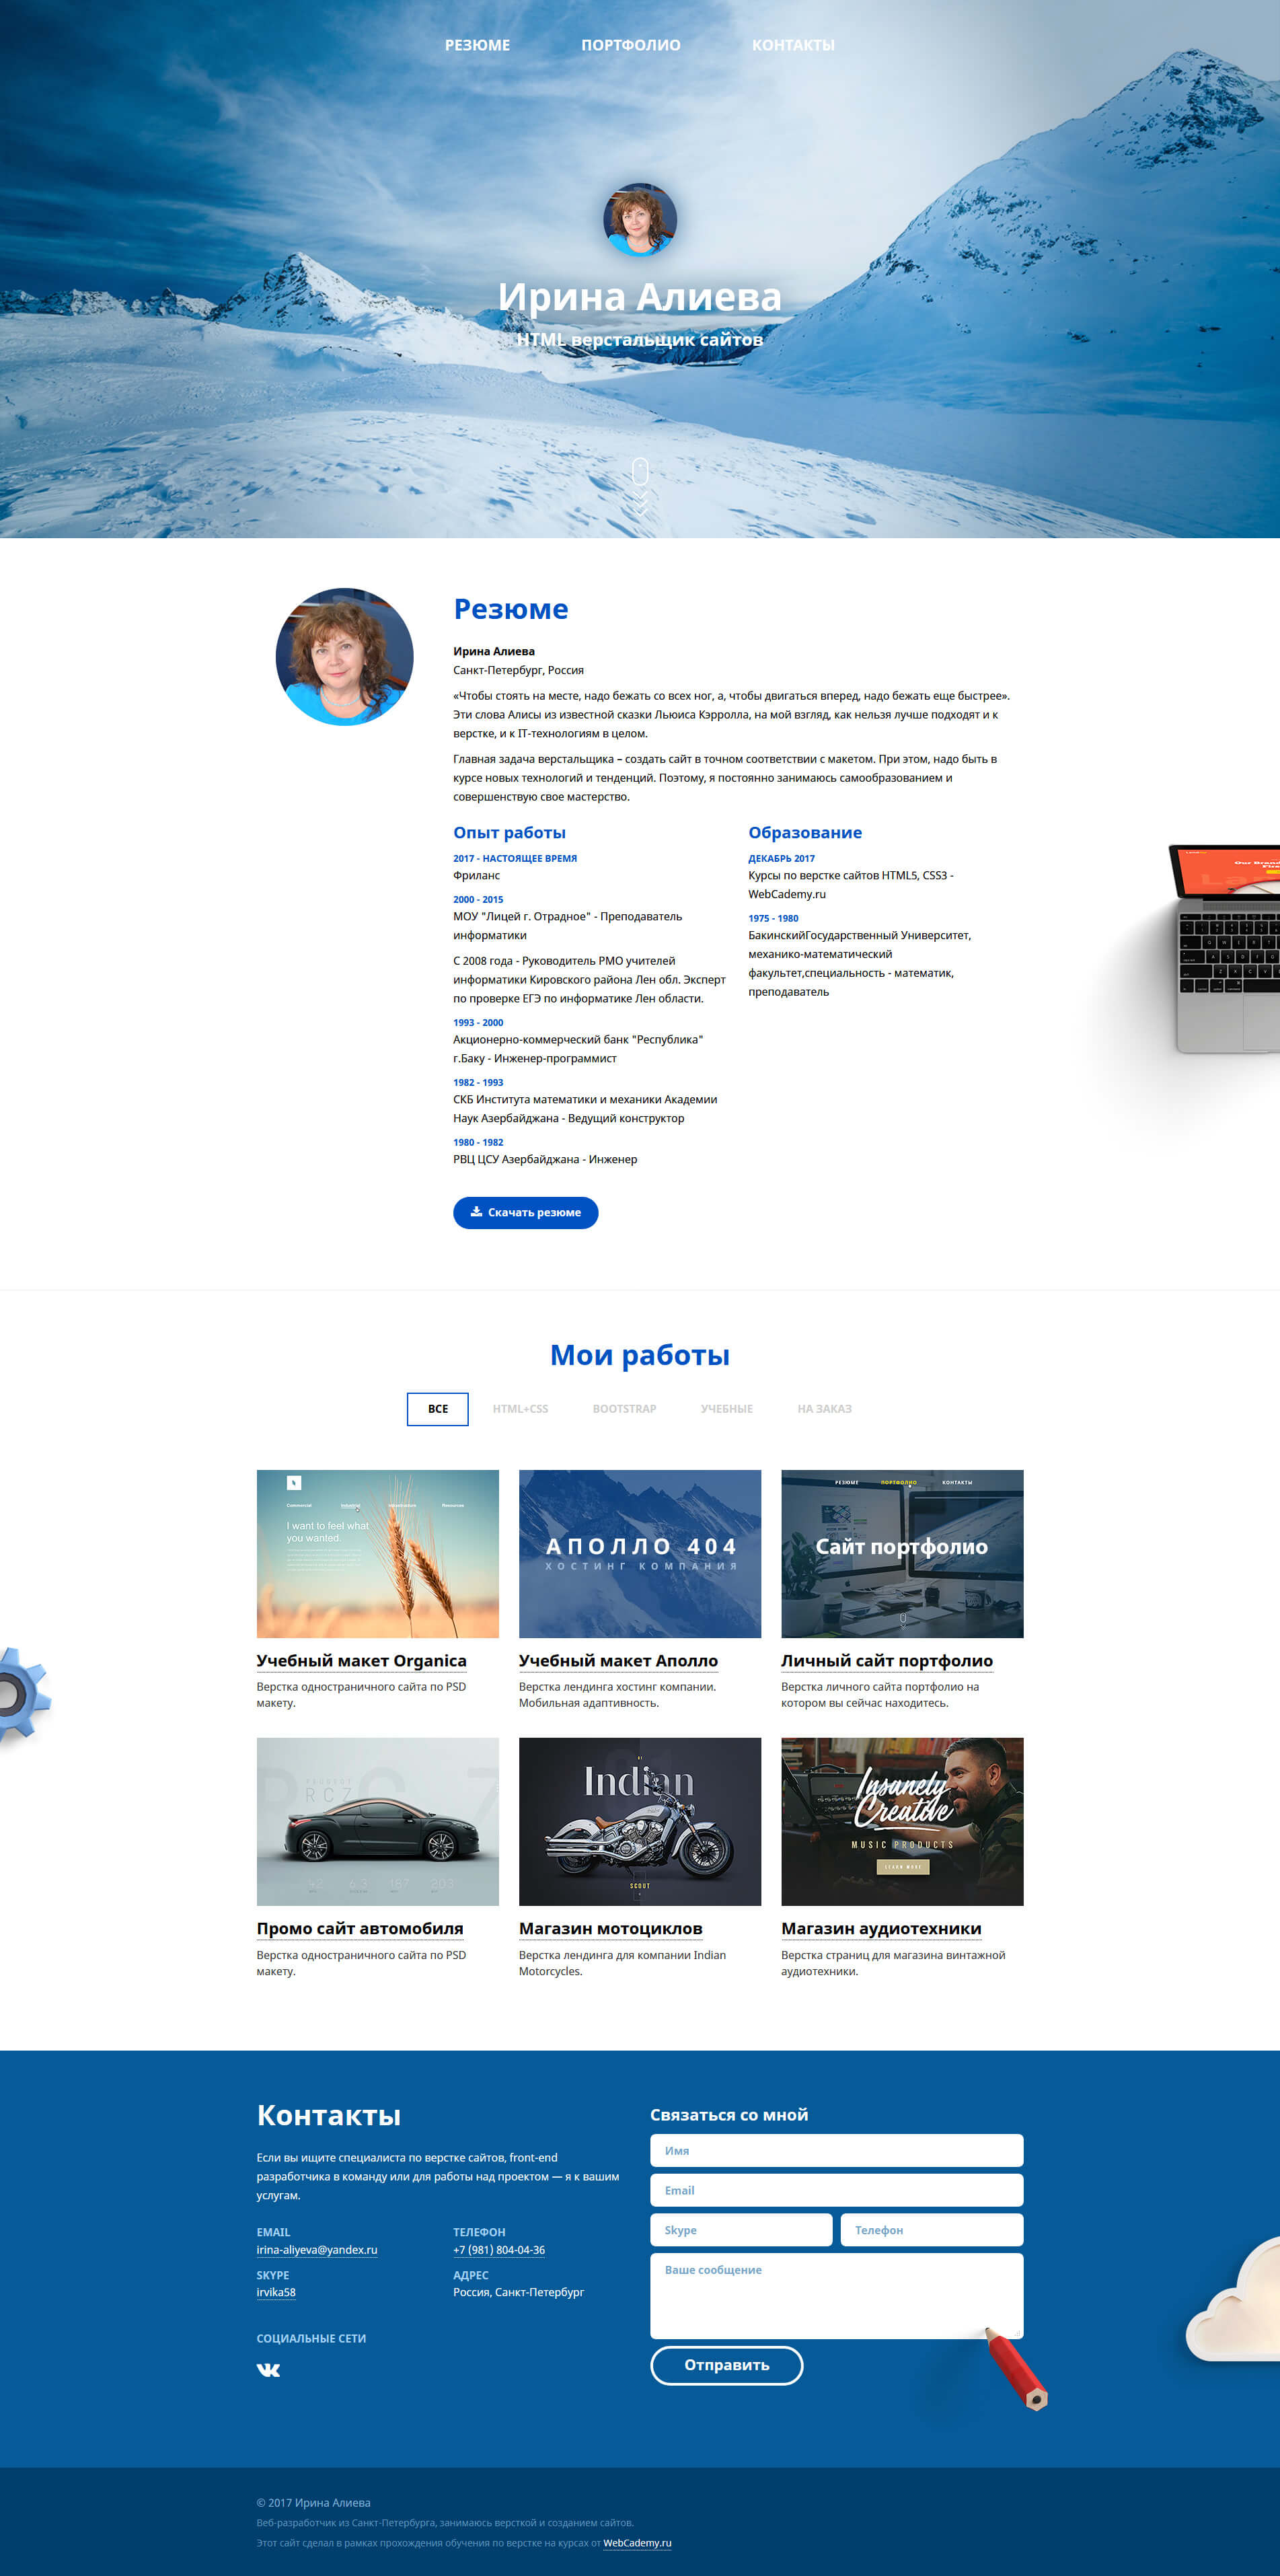 РЕЗЮМЕ ПОРТФОЛИО КОНТАКТЫ
Ирина Алиева
HTML верстальщик сайтов
Резюме
Ирина Алиева
Санкт-Петербург, Россия
«Чтобы стоять на месте, надо бежать со всех ног, а, чтобы двигаться вперед, надо бежать еще быстрее».
Эти слова Алисы из известной сказки Льюиса Кэрролла, на мой взгляд, как нельзя лучше подходят и к
верстке, и к IT-технологиям в целом.
Главная задача верстальщика – создать сайт в точном соответствии с макетом. При этом, надо быть в
курсе новых технологий и тенденций. Поэтому, я постоянно занимаюсь самообразованием и
совершенствую свое мастерство.
Опыт работы
2017 - НАСТОЯЩЕЕ ВРЕМЯ
Фриланс
2000 - 2015
МОУ "Лицей г. Отрадное" - Преподаватель
информатики
С 2008 года - Руководитель РМО учителей
информатики Кировского района Лен обл. Эксперт
по проверке ЕГЭ по информатике Лен области.
1993 - 2000
Акционерно-коммерческий банк "Республика"
г.Баку - Инженер-программист
1982 - 1993
СКБ Института математики и механики Академии
Наук Азербайджана - Ведущий конструктор
1980 - 1982
РВЦ ЦСУ Азербайджана - Инженер
Образование
ДЕКАБРЬ 2017
Курсы по верстке сайтов HTML5, CSS3 -
WebCademy.ru
1975 - 1980
БакинскийГосударственный Университет,
механико-математический
факультет,специальность - математик,
преподаватель
Скачать резюме
Мои работы
ВСЕ HTML+CSS BOOTSTRAP УЧЕБНЫЕ НА ЗАКАЗ
Commercial Industrial Infrastructure Resources
I want to feel what
you wanted.
АПОЛЛО 404
ХОСТИНГ КОМПАНИЯ
РЕЗЮМЕ ПОРТФОЛИО КОНТАКТЫ
Сайт портфолио
Учебный макет Organica
Верстка одностраничного сайта по PSD
макету.
Учебный макет Аполло
Верстка лендинга хостинг компании.
Мобильная адаптивность.
Личный сайт портфолио
Верстка личного сайта портфолио на
котором вы сейчас находитесь.
RCZ
Indian
SCOUT
Insanely
Creative
MUSIC PRODUCTS
LEARN MORE
Промо сайт автомобиля
Верстка одностраничного сайта по PSD
макету.
Магазин мотоциклов
Верстка лендинга для компании Indian
Motorcycles.
Магазин аудиотехники
Верстка страниц для магазина винтажной
аудиотехники.
Контакты
Если вы ищите специалиста по верстке сайтов, front-end
разработчика в команду или для работы над проектом — я к вашим
услугам.
EMAIL
irina-aliyeva@yandex.ru
ТЕЛЕФОН
+7 (981) 804-04-36
SKYPE
irvika58
АДРЕС
Россия, Санкт-Петербург
СОЦИАЛЬНЫЕ СЕТИ
Связаться со мной
Имя
Email
Skype Телефон
Ваше сообщение
Отправить
© 2017 Ирина Алиева
Веб-разработчик из Санкт-Петербурга, занимаюсь версткой и созданием сайтов.
Этот сайт сделал в рамках прохождения обучения по верстке на курсах от WebCademy.ru